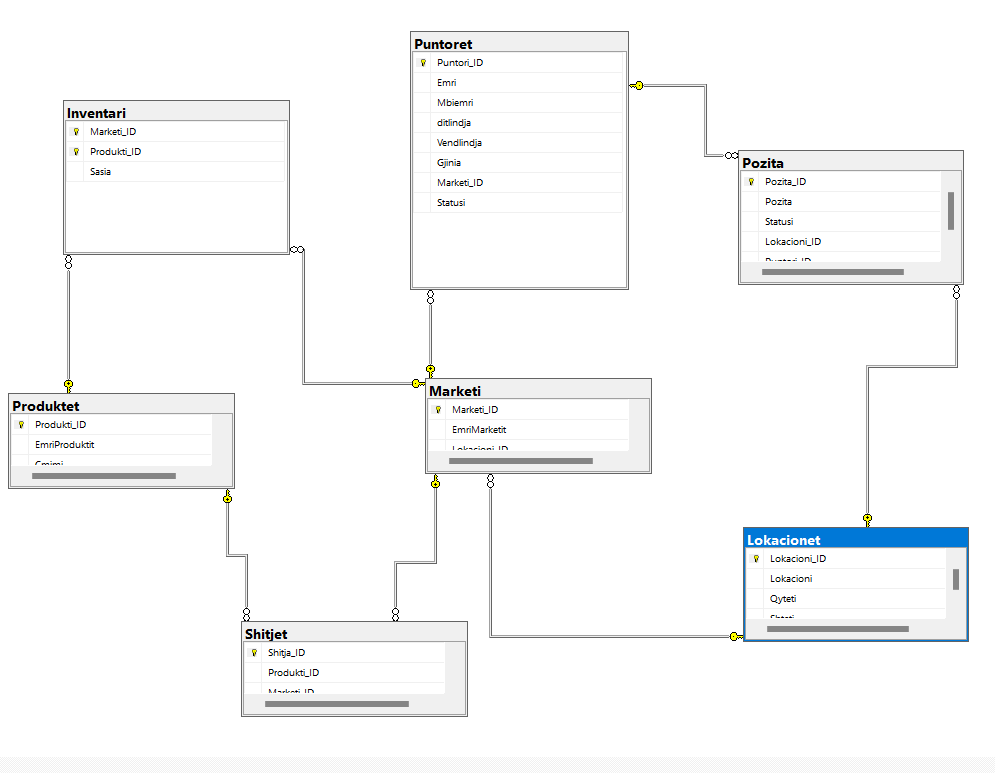 Puntoret
Puntori_ID
Emri
Mbiemri
ditlindja
Vendlindja
Gjinia
Marketi_ID
Statusi
Inventari
Marketi_ID
Produkti_ID
Sasia
Pozita
Pozita_ID
Pozita
Statusi
Lokacioni_ID
Puntori_ID
Produktet
Produkti_ID
EmriProduktit
Cmimi
Marketi
Marketi_ID
EmriMarketit
Lokacioni_ID
Lokacionet
Lokacioni_ID
Lokacioni
Qyteti
Shteti
Shitjet
Shitja_ID
Produkti_ID
Marketi_ID